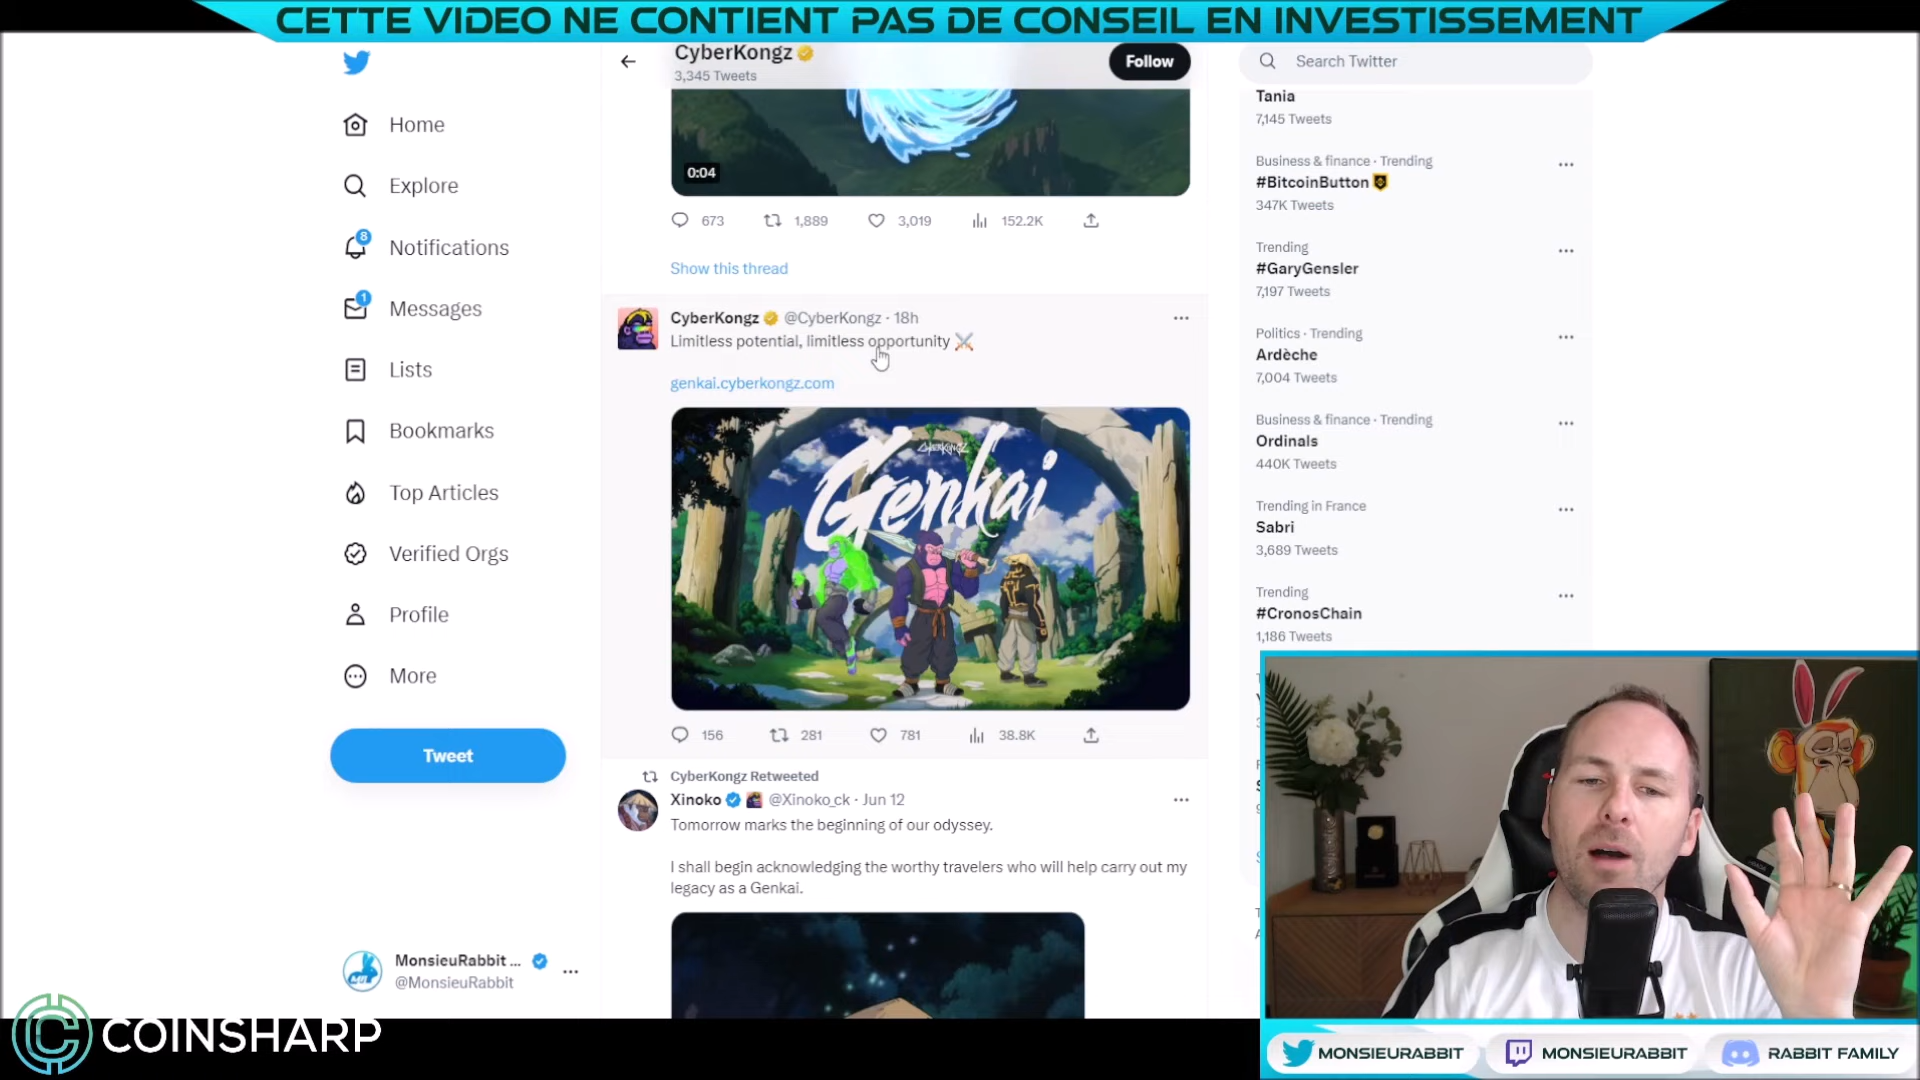 CETTE VIDEO NE CONTIENT PAS DE CONSEIL EN INVESTISSEMENT
CyberKongz
3,345 Tweets
Follow
Search Twitter
Home
Explore
8
Notifications
1
Messages
Lists
Bookmarks
Top Articles
Verified Orgs
Profile
More
Tweet
MonsieuRabbit ...
@MonsieuRabbit
0:04
673 1,889 3,019 152.2K
Show this thread
CyberKongz @CyberKongz · 18h
Limitless potential, limitless opportunity
genkai.cyberkongz.com
CYBERKONGZ
Genkai
156 281 781 38.8K
CyberKongz Retweeted
Xinoko @Xinoko_ck · Jun 12
Tomorrow marks the beginning of our odyssey.
I shall begin acknowledging the worthy travelers who will help carry out my
legacy as a Genkai.
Tania
7,145 Tweets
Business & finance · Trending
#BitcoinButton
347K Tweets
Trending
#GaryGensler
7,197 Tweets
Politics · Trending
Ardèche
7,004 Tweets
Business & finance · Trending
Ordinals
440K Tweets
Trending in France
Sabri
3,689 Tweets
Trending
#CronosChain
1,186 Tweets
COINSHARP
MONSIEURABBIT
MONSIEURABBIT
RABBIT FAMILY